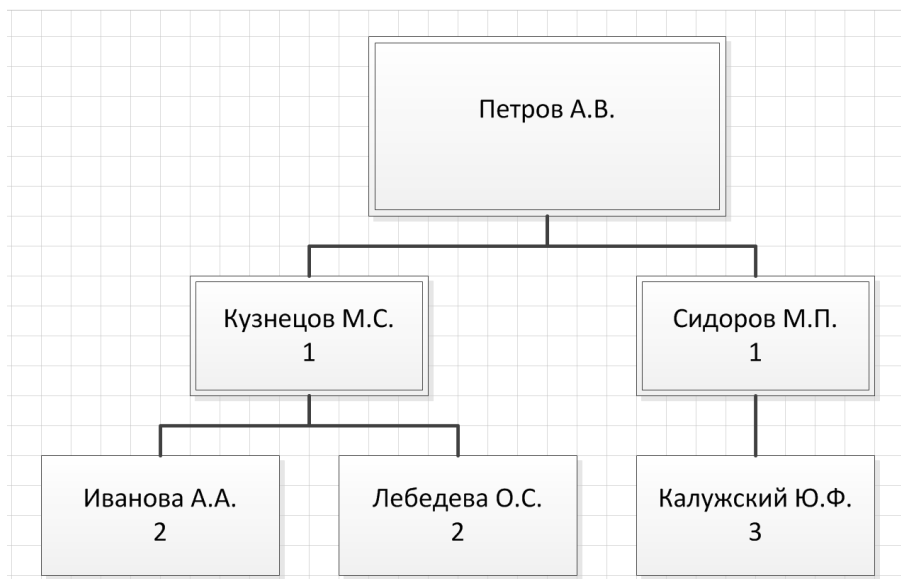 Петров А.В.
Кузнецов М.С.
1
Сидоров М.П.
1
Иванова А.А.
2
Лебедева О.С.
2
Калужский Ю.Ф.
3